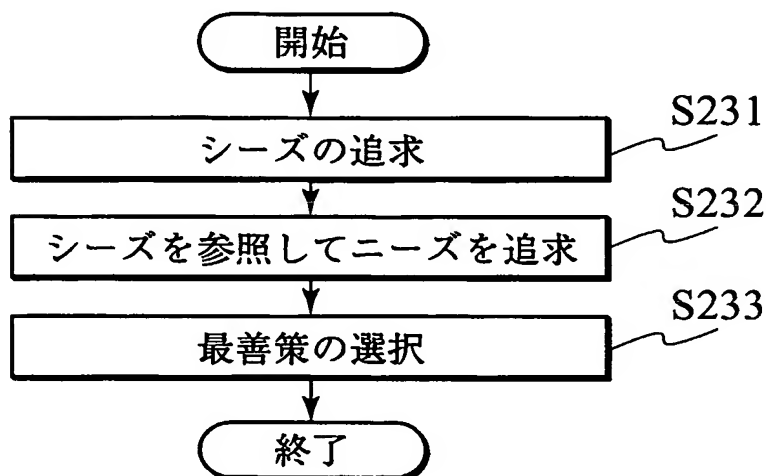 開始
シーズの追求
S231
シーズを参照してニーズを追求
S232
最善策の選択
S233
終了